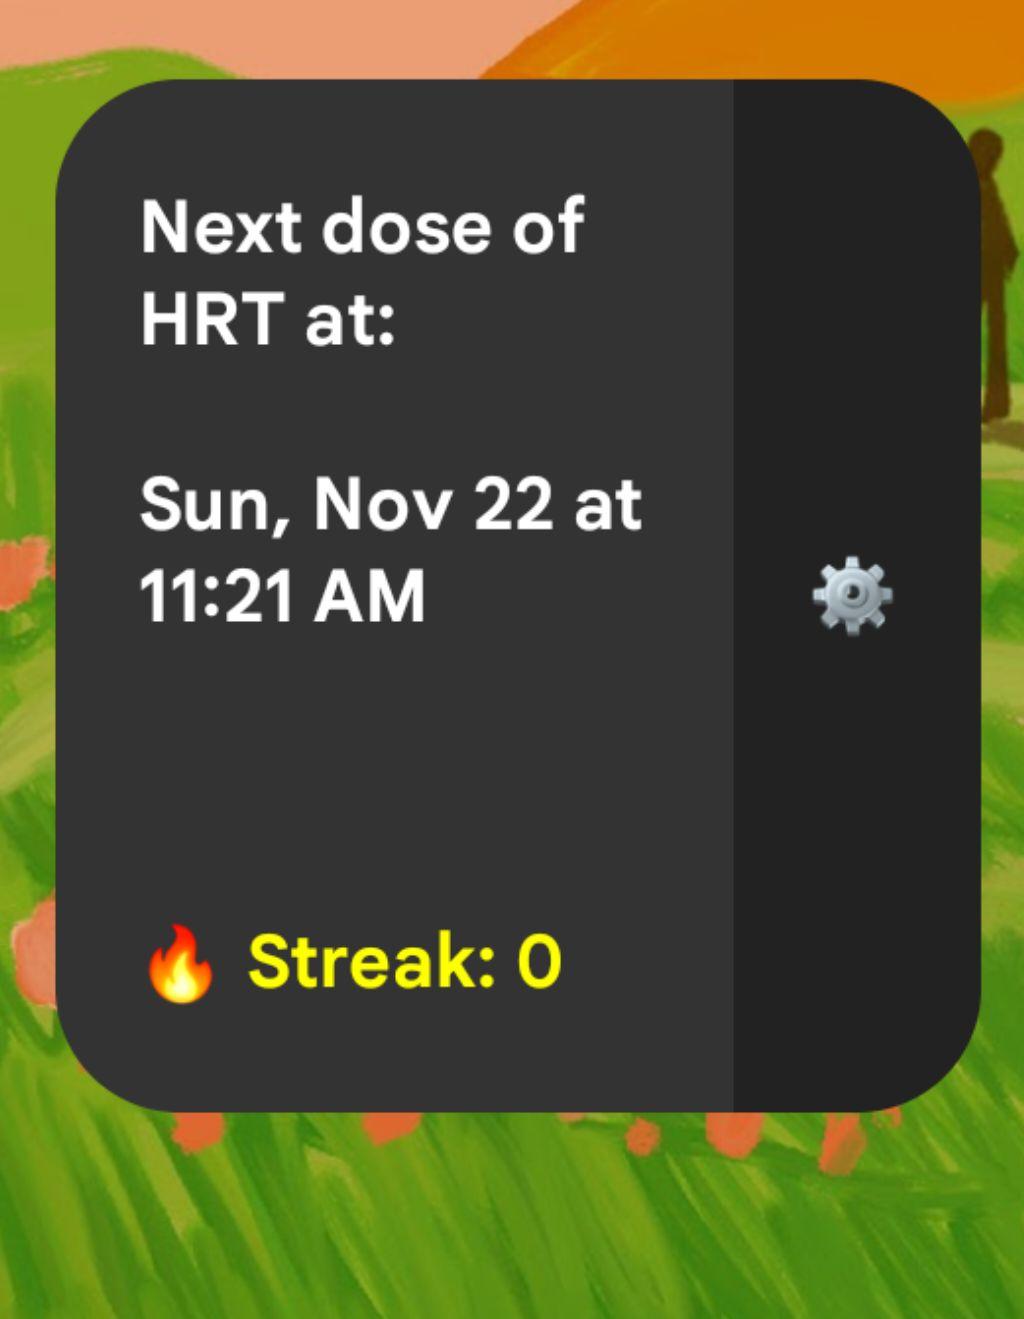 Next dose of
HRT at:
Sun, Nov 22 at
11:21 AM
🔥 Streak: 0